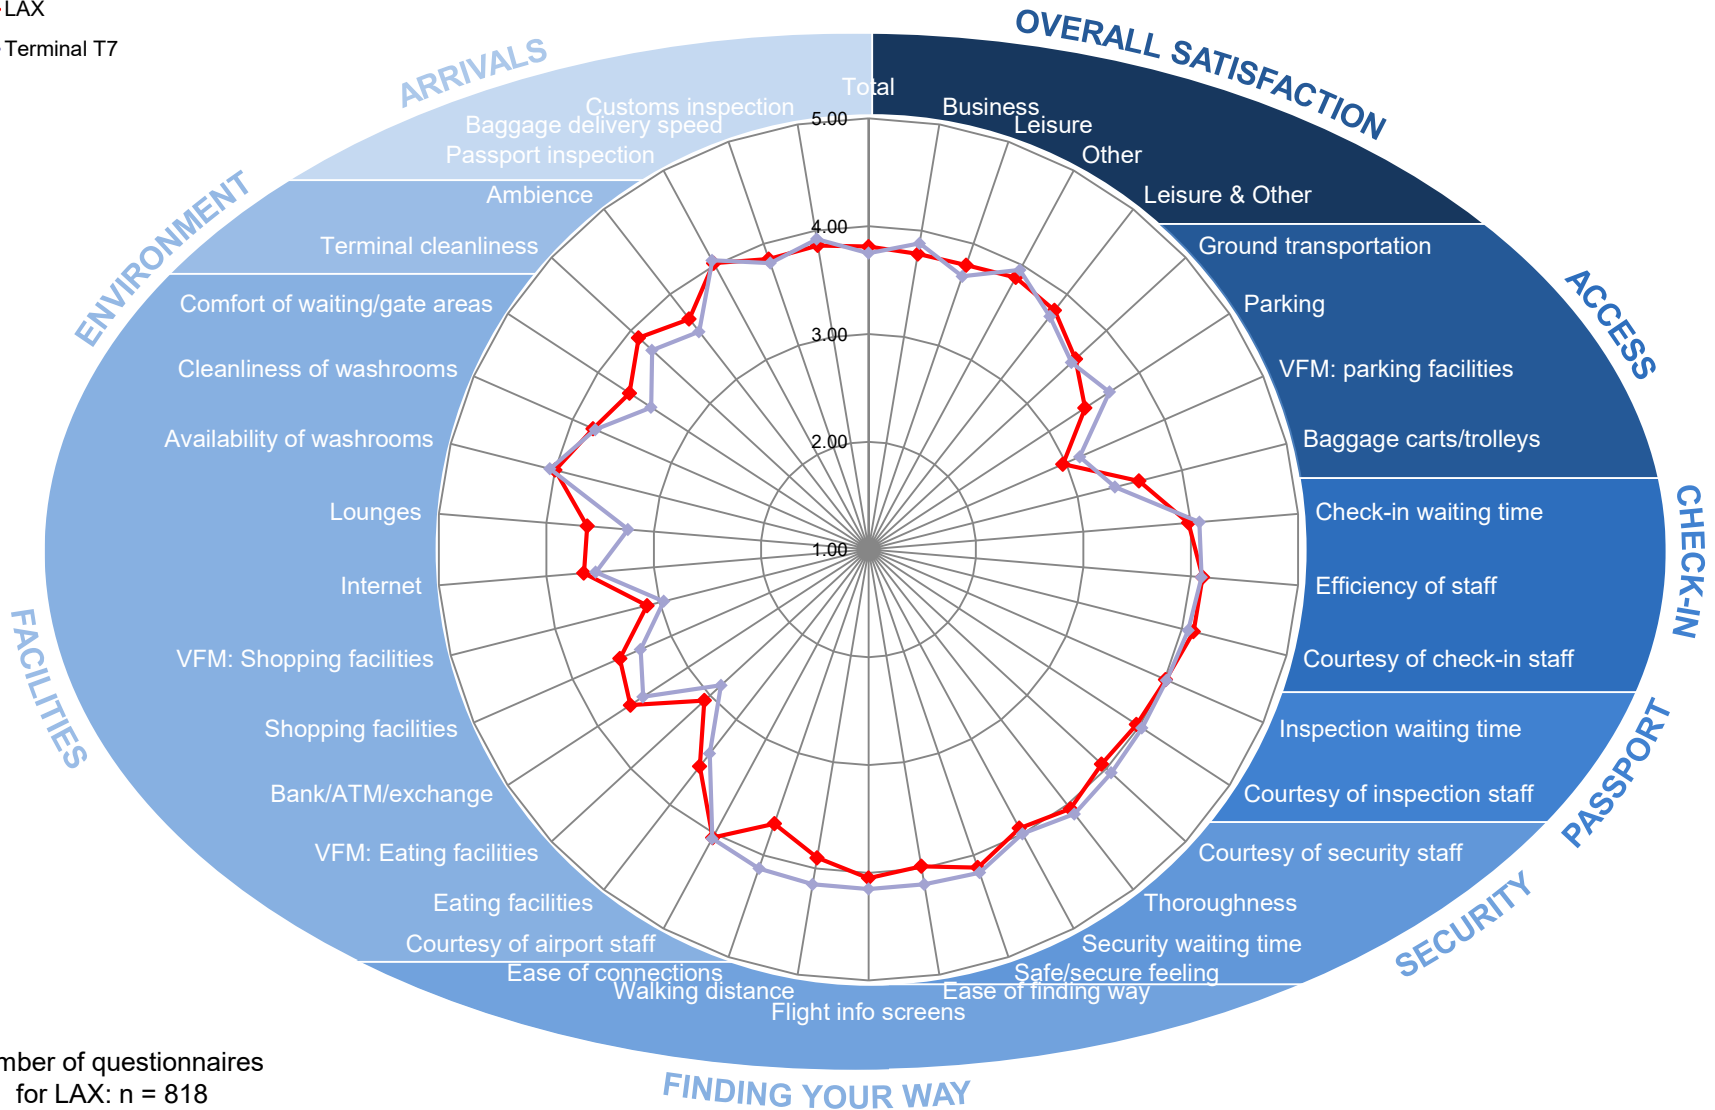 LAX
Terminal T7
OVERALL SATISFACTION
ARRIVALS
ENVIRONMENT
FACILITIES
FINDING YOUR WAY
SECURITY
PASSPORT
CHECK-IN
ACCESS
Total
Business
Leisure
Other
Leisure & Other
Ground transportation
Parking
VFM: parking facilities
Baggage carts/trolleys
Check-in waiting time
Efficiency of staff
Courtesy of check-in staff
Inspection waiting time
Courtesy of inspection staff
Courtesy of security staff
Thoroughness
Security waiting time
Safe/secure feeling
Ease of finding way
Flight info screens
Walking distance
Ease of connections
Courtesy of airport staff
Eating facilities
VFM: Eating facilities
Bank/ATM/exchange
Shopping facilities
VFM: Shopping facilities
Internet
Lounges
Availability of washrooms
Cleanliness of washrooms
Comfort of waiting/gate areas
Terminal cleanliness
Ambience
Passport inspection
Baggage delivery speed
Customs inspection
5.00
4.00
3.00
2.00
1.00
mber of questionnaires
for LAX: n = 818